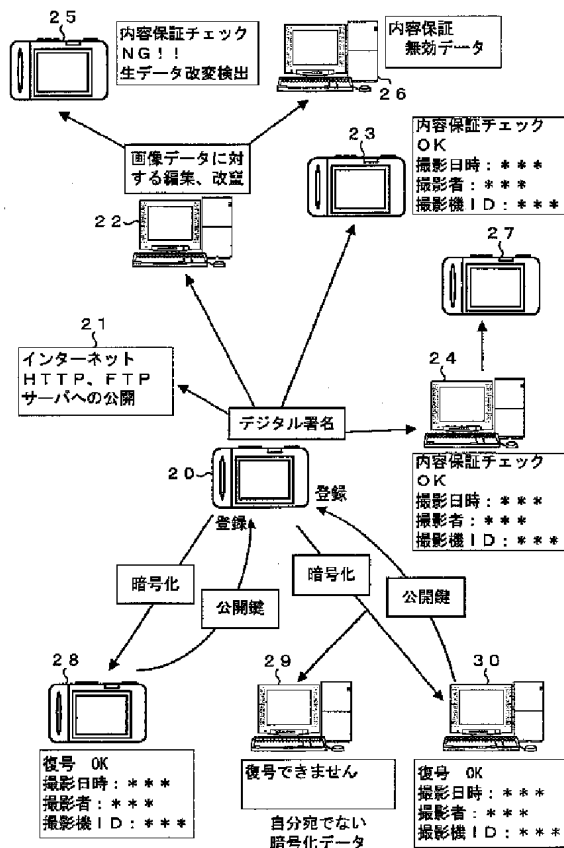 ２５
内容保証チェック
ＮＧ！！
生データ改変検出
内容保証
無効データ
２６
画像データに対
する編集、改竄
２２
２３
内容保証チェック
OK
撮影日時：＊＊＊
撮影者：＊＊＊
撮影機ＩＤ：＊＊＊
２７
２１
インターネット
ＨＴＴＰ、ＦＴＰ
サーバへの公開
２４
デジタル署名
内容保証チェック
OK
撮影日時：＊＊＊
撮影者：＊＊＊
撮影機ＩＤ：＊＊＊
２０
登録
登録
暗号化
公開鍵
暗号化
公開鍵
２８
２９
３０
復号　OK
撮影日時：＊＊＊
撮影者：＊＊＊
撮影機ＩＤ：＊＊＊
復号できません
自分宛でない
暗号化データ
復号　OK
撮影日時：＊＊＊
撮影者：＊＊＊
撮影機ＩＤ：＊＊＊